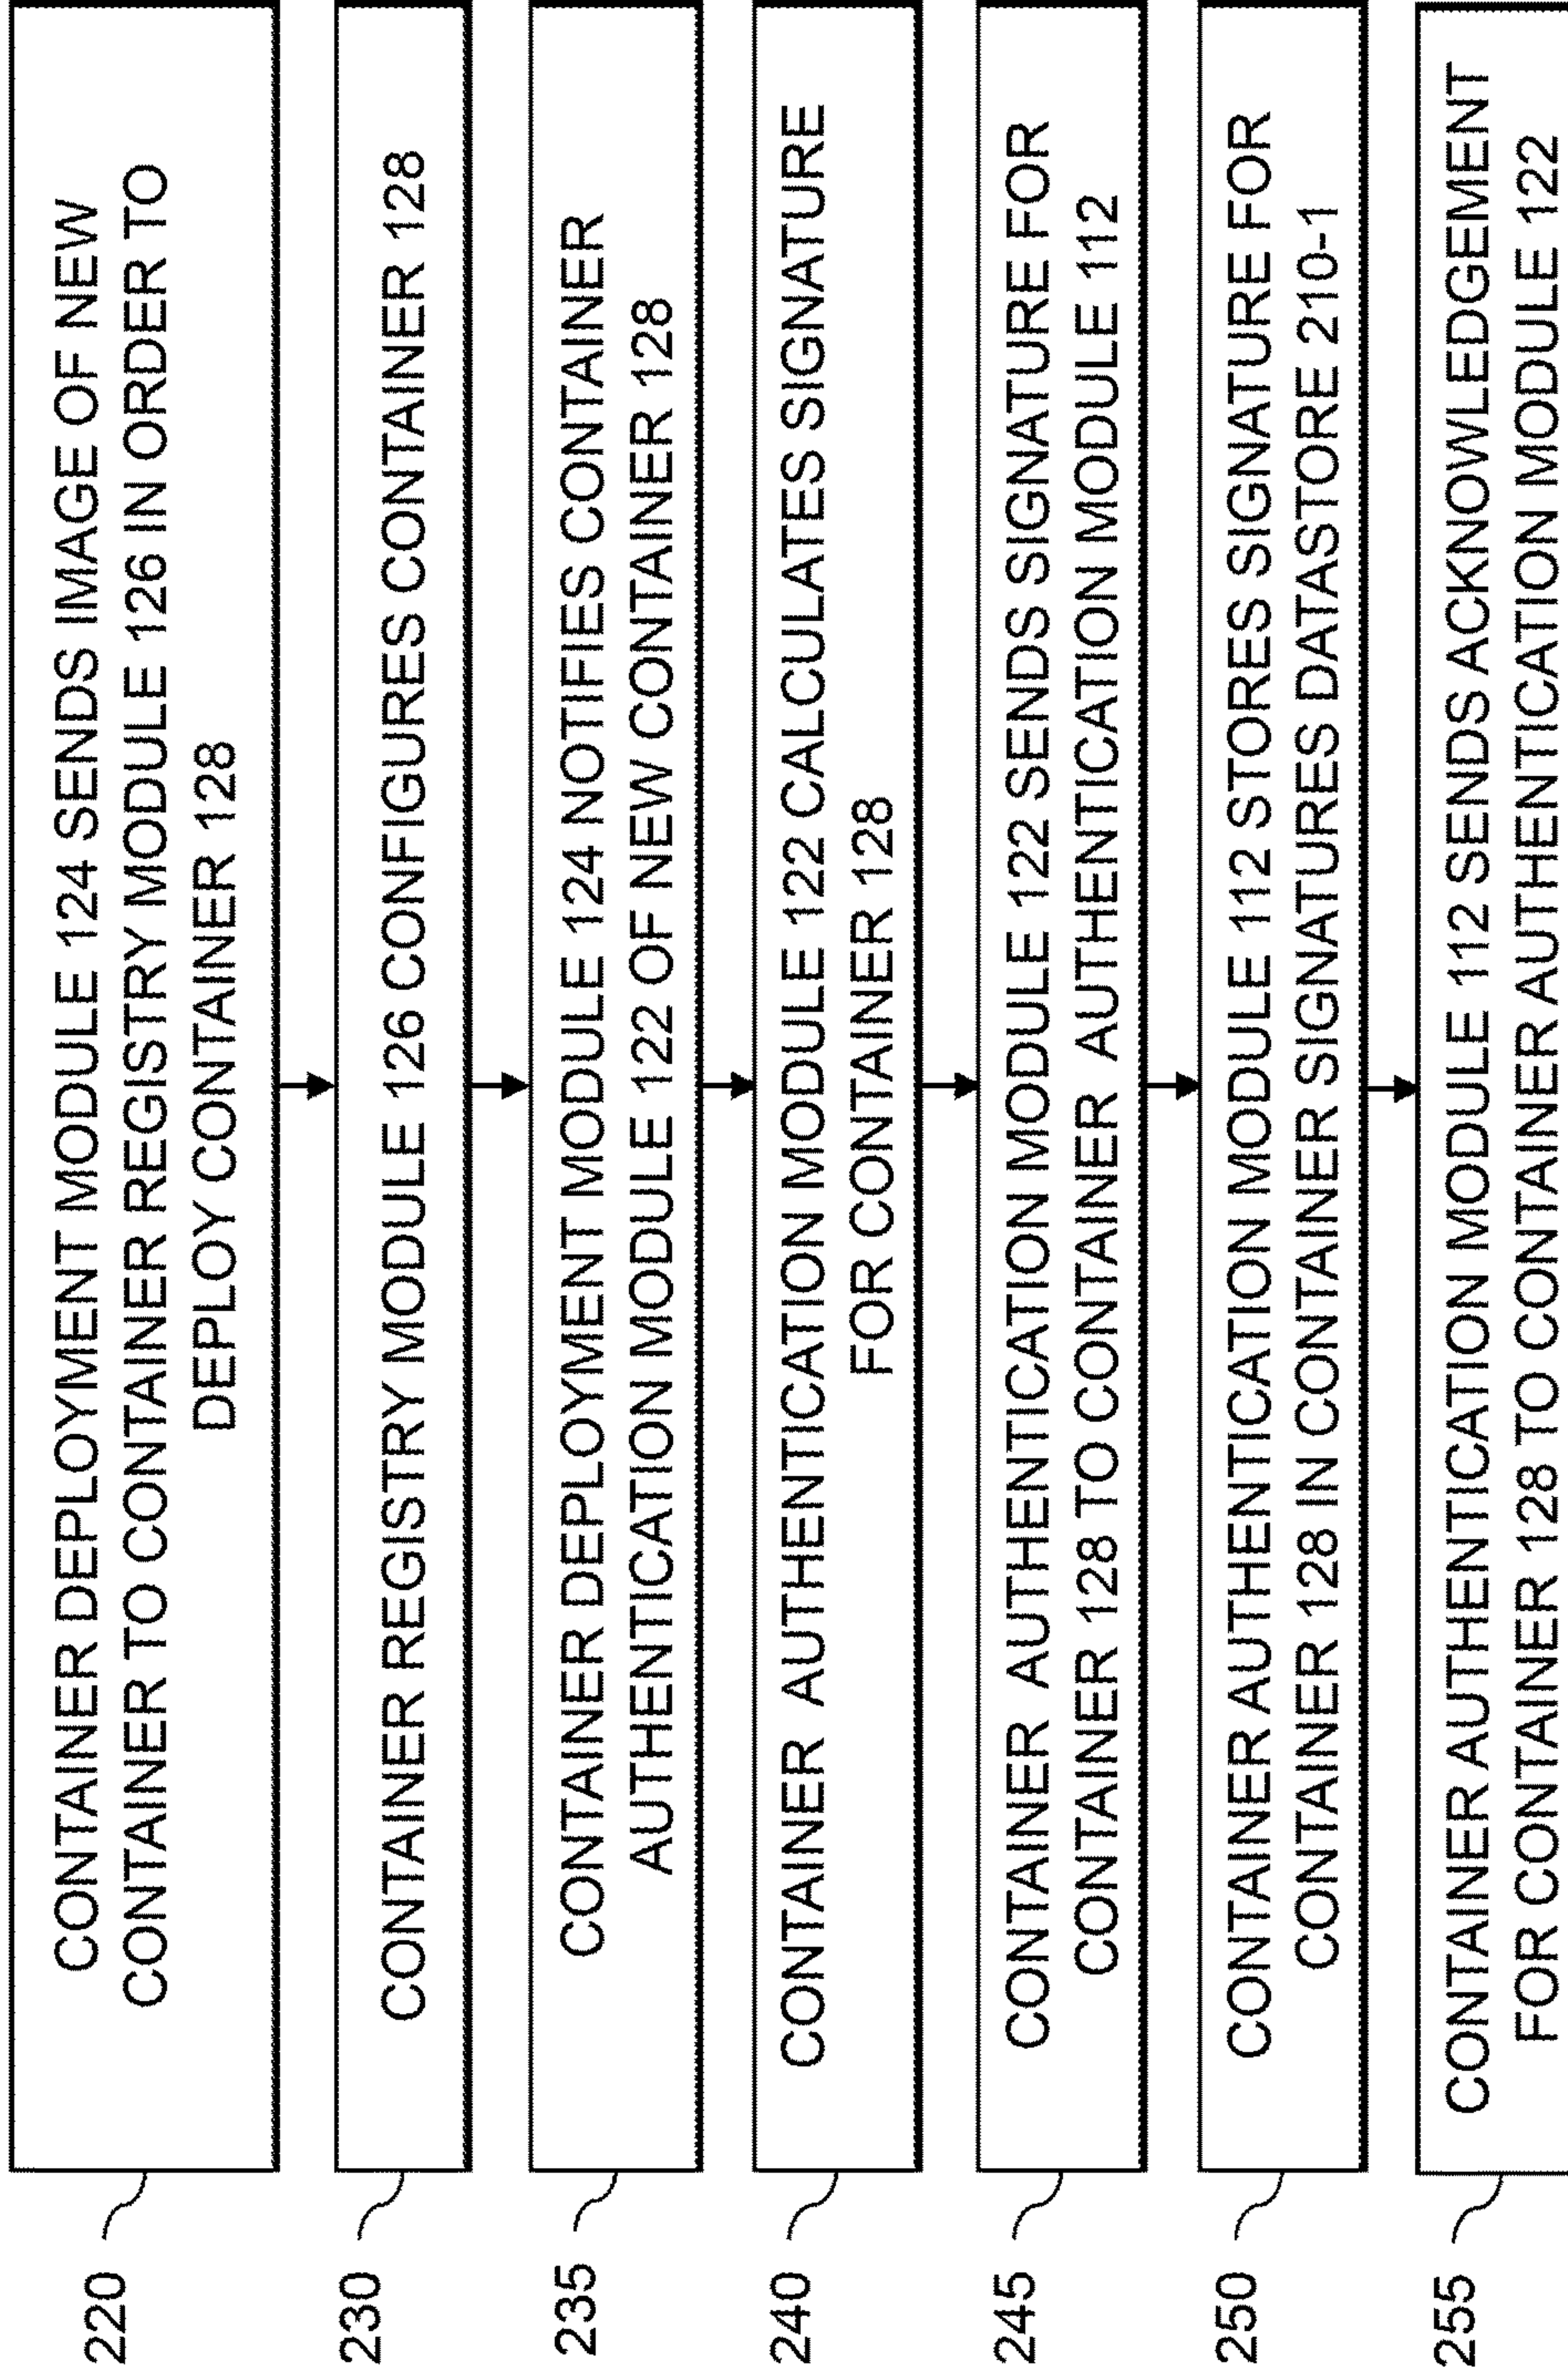 220
CONTAINER DEPLOYMENT MODULE 124 SENDS IMAGE OF NEW
CONTAINER TO CONTAINER REGISTRY MODULE 126 IN ORDER TO
DEPLOY CONTAINER 128
230
CONTAINER REGISTRY MODULE 126 CONFIGURES CONTAINER 128
235
CONTAINER DEPLOYMENT MODULE 124 NOTIFIES CONTAINER
AUTHENTICATION MODULE 122 OF NEW CONTAINER 128
240
CONTAINER AUTHENTICATION MODULE 122 CALCULATES SIGNATURE
FOR CONTAINER 128
245
CONTAINER AUTHENTICATION MODULE 122 SENDS SIGNATURE FOR
CONTAINER 128 TO CONTAINER AUTHENTICATION MODULE 112
250
CONTAINER AUTHENTICATION MODULE 112 STORES SIGNATURE FOR
CONTAINER 128 IN CONTAINER SIGNATURES DATASTORE 210-1
255
CONTAINER AUTHENTICATION MODULE 112 SENDS ACKNOWLEDGEMENT
FOR CONTAINER 128 TO CONTAINER AUTHENTICATION MODULE 122